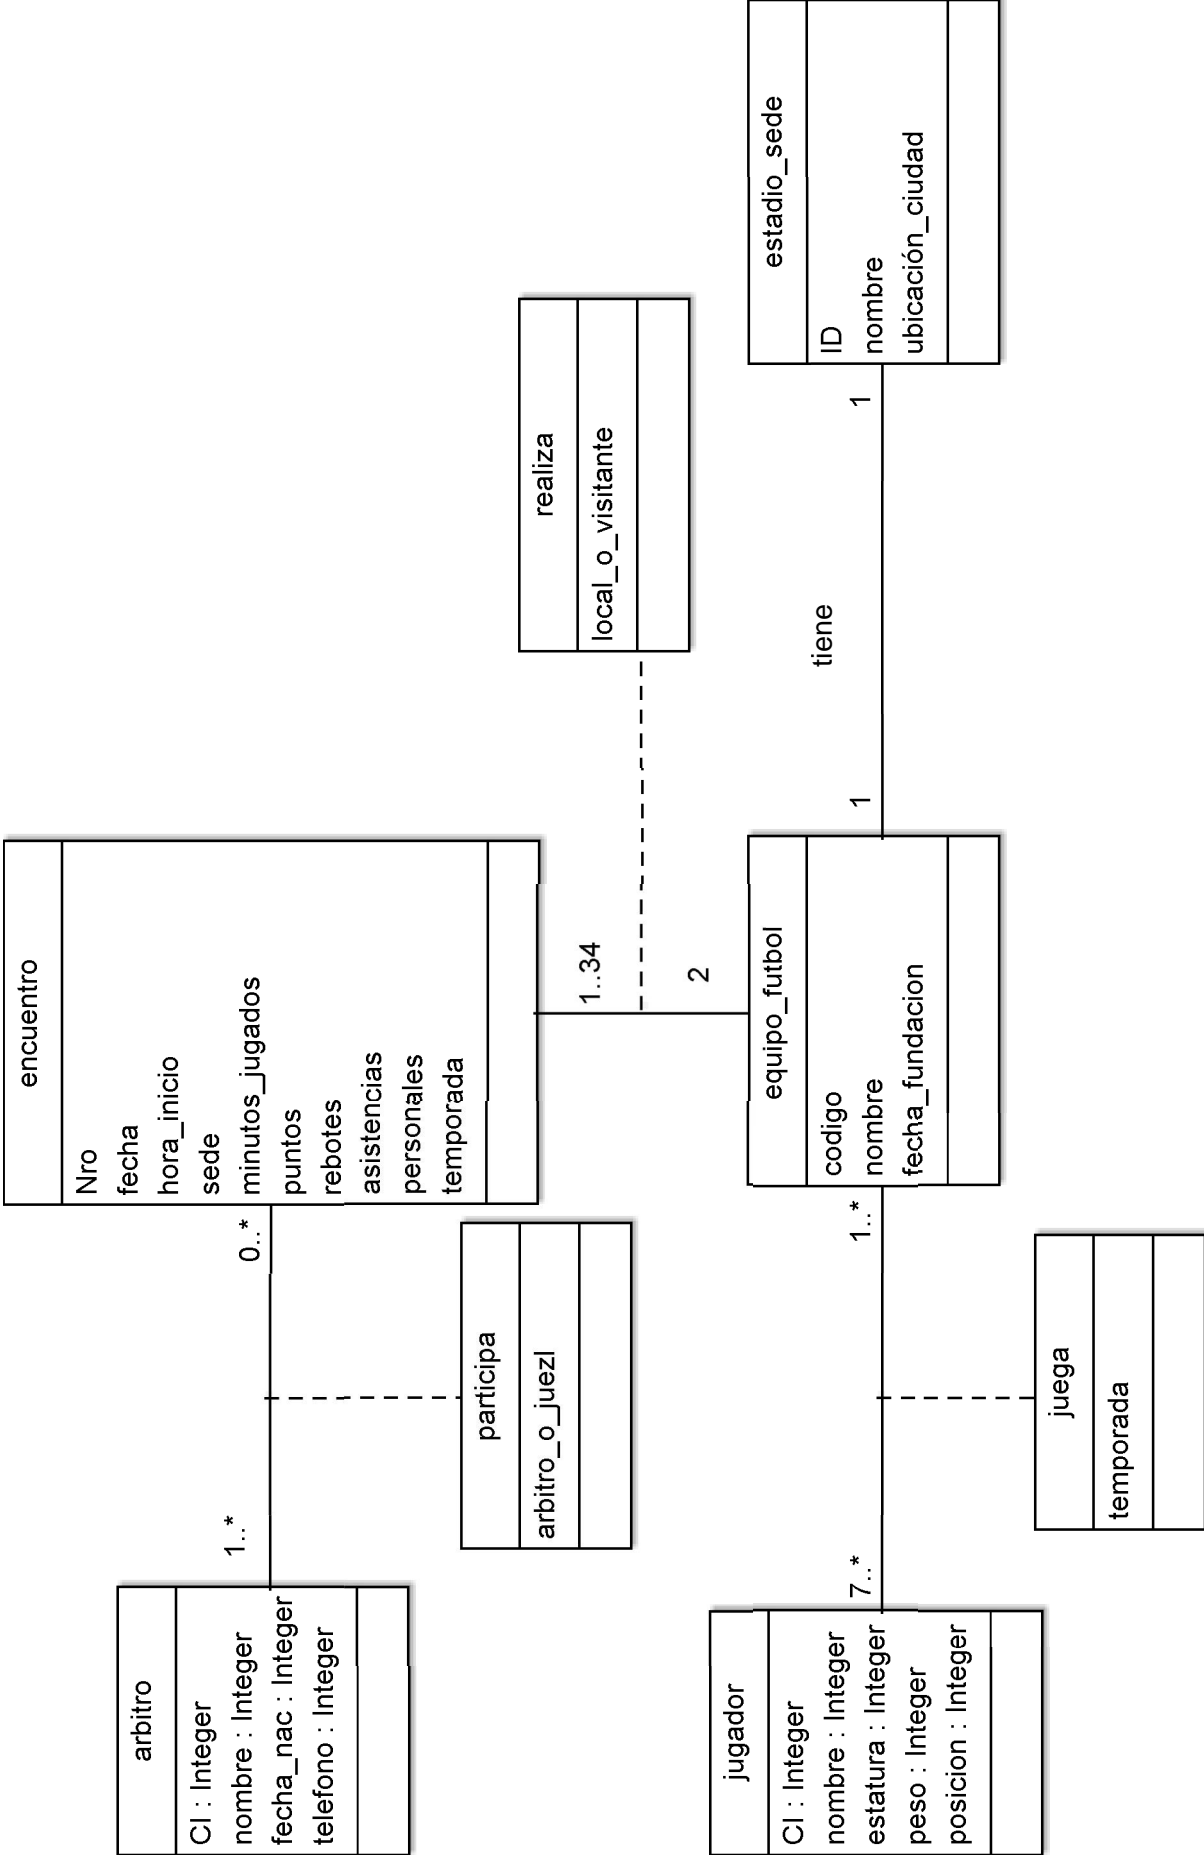 arbitro
CI : Integer
nombre : Integer
fecha_nac : Integer
telefono : Integer
1..*
0..*
participa
arbitro_o_juezl
encuentro
Nro
fecha
hora_inicio
sede
minutos_jugados
puntos
rebotes
asistencias
personales
temporada
1..34
2
realiza
local_o_visitante
jugador
CI : Integer
nombre : Integer
estatura : Integer
peso : Integer
posicion : Integer
7..*
1..*
juega
temporada
equipo_futbol
codigo
nombre
fecha_fundacion
1
tiene
1
estadio_sede
ID
nombre
ubicación_ciudad